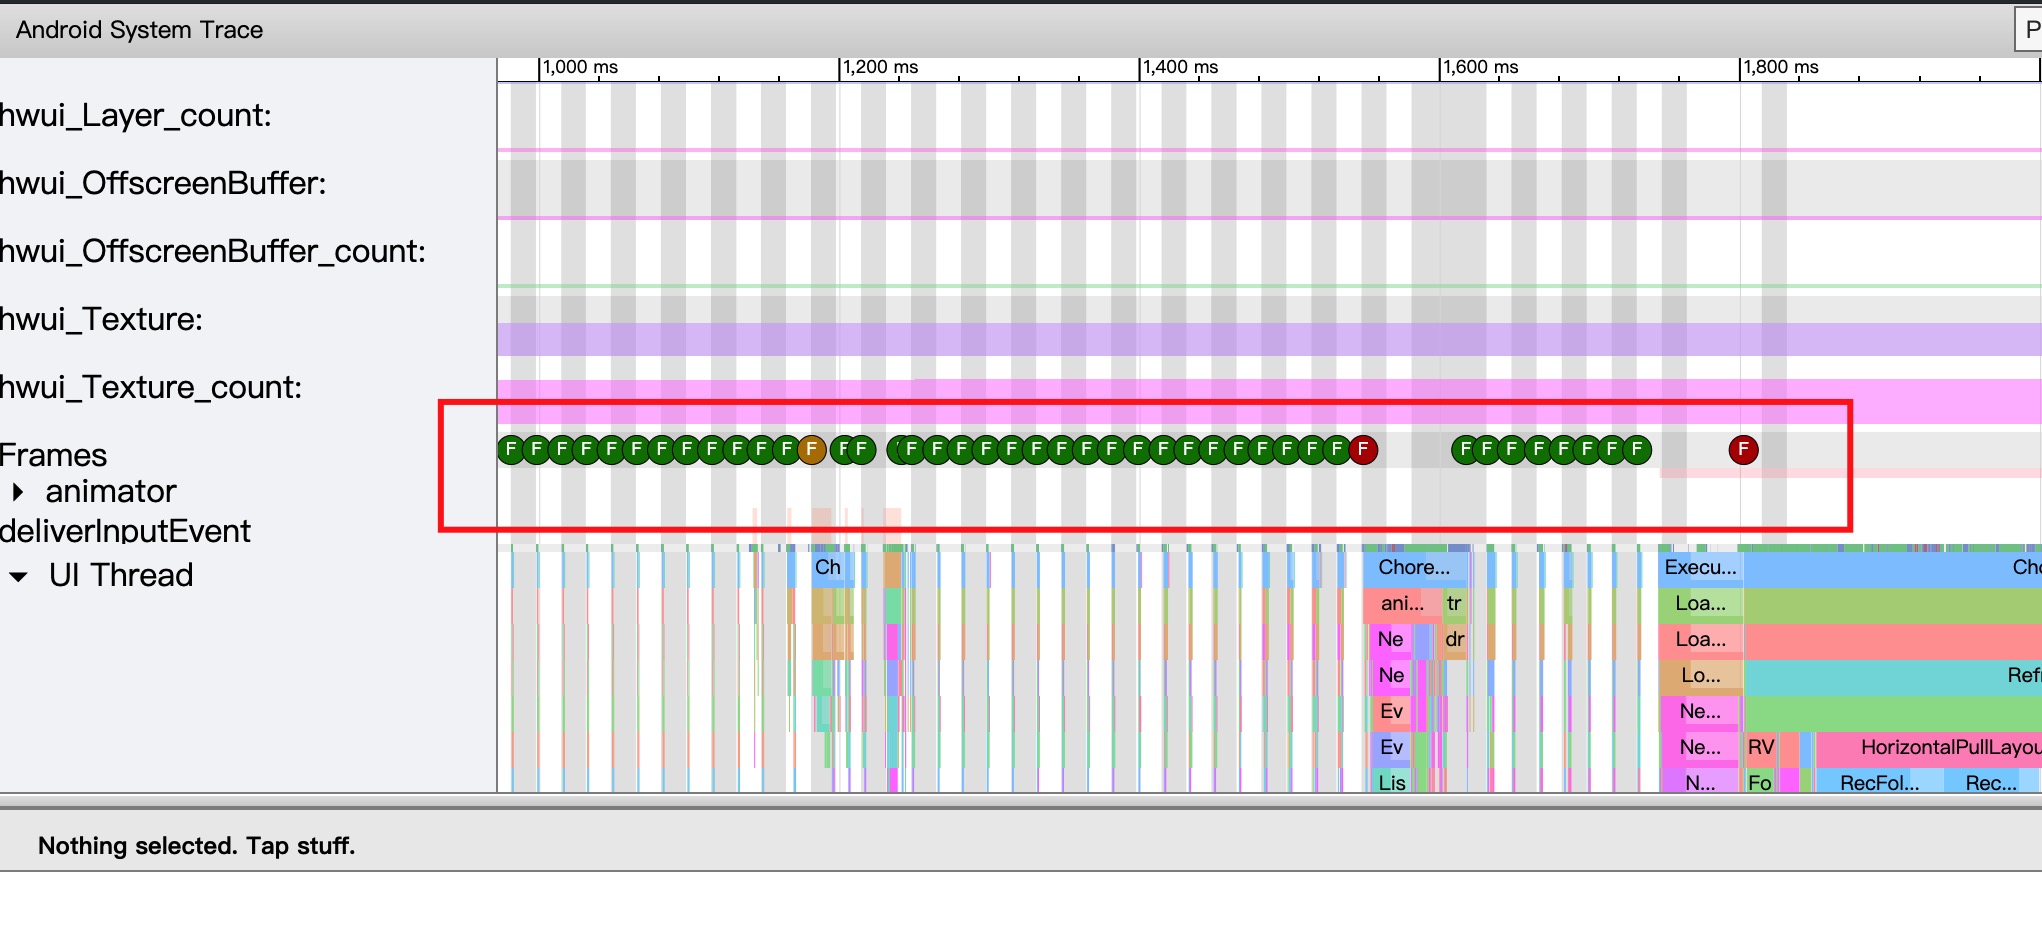 Android System Trace
P
1,000 ms 1,200 ms 1,400 ms 1,600 ms 1,800 ms
hwui_Layer_count:
hwui_OffscreenBuffer:
hwui_OffscreenBuffer_count:
hwui_Texture:
hwui_Texture_count:
Frames F F F F F F F F F F F F F F F F F F F F F F F F F F F F F F F F F F F F F F F F F F F
animator
deliverInputEvent
UI Thread
Ch Chore... Execu... Cho
ani... tr Loa...
Ne dr Loa...
Ne Lo... Refr
Ev Ne...
Ev Ne... RV HorizontalPullLayou
Lis N... Fo RecFol... Rec...
Nothing selected. Tap stuff.